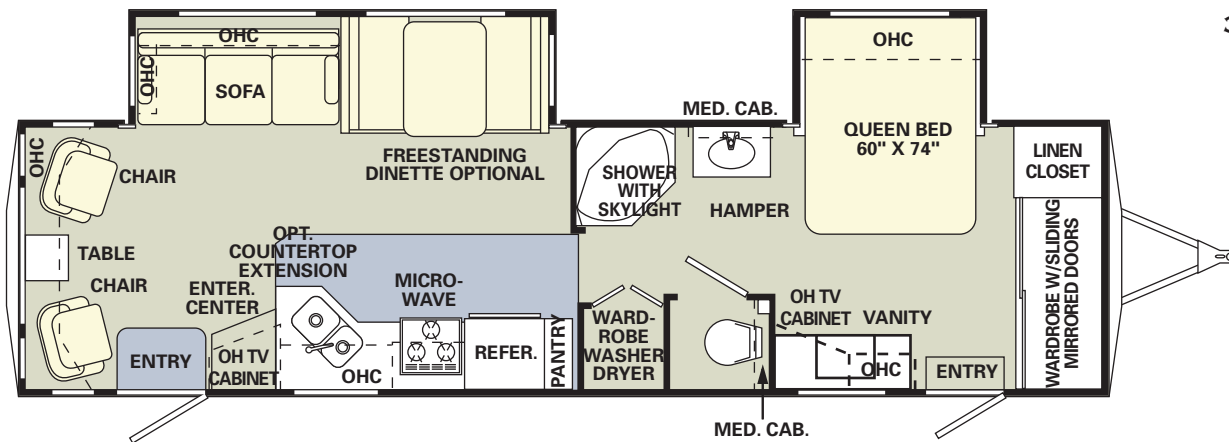 OHC
OHC
SOFA
OHC
CHAIR
FREESTANDING
DINETTE OPTIONAL
TABLE
CHAIR
OPT.
COUNTERTOP
EXTENSION
ENTER.
CENTER
MICRO-
WAVE
ENTRY
OH TV
CABINET
OHC
REFER.
PANTRY
MED. CAB.
SHOWER
WITH
SKYLIGHT
HAMPER
OHC
QUEEN BED
60" X 74"
LINEN
CLOSET
WARDROBE W/SLIDING
MIRRORED DOORS
WARD-
ROBE
WASHER
DRYER
OH TV
CABINET
VANITY
OHC
ENTRY
MED. CAB.